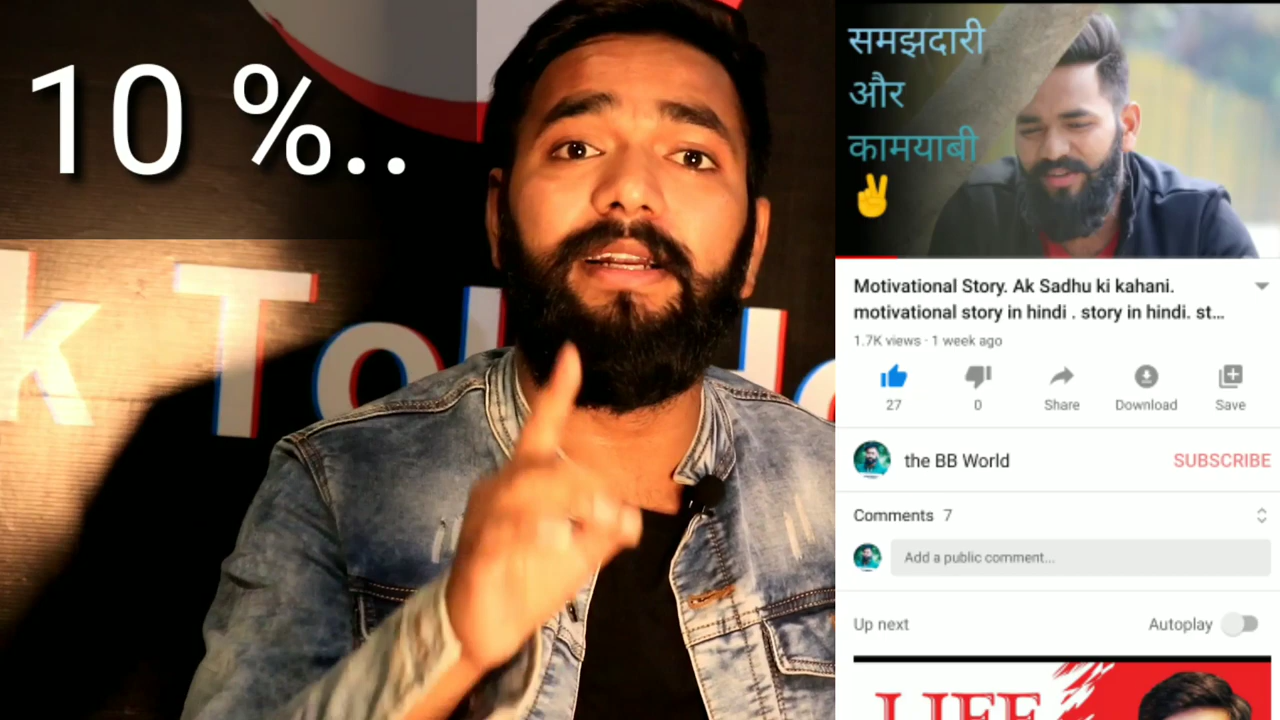 10 %..
k Tol
समझदारी
और
कामयाबी
Motivational Story. Ak Sadhu ki kahani.
motivational story in hindi . story in hindi. st...
1.7K views · 1 week ago
27
0
Share
Download
Save
the BB World
SUBSCRIBE
Comments 7
Add a public comment...
Up next
Autoplay
LIFE